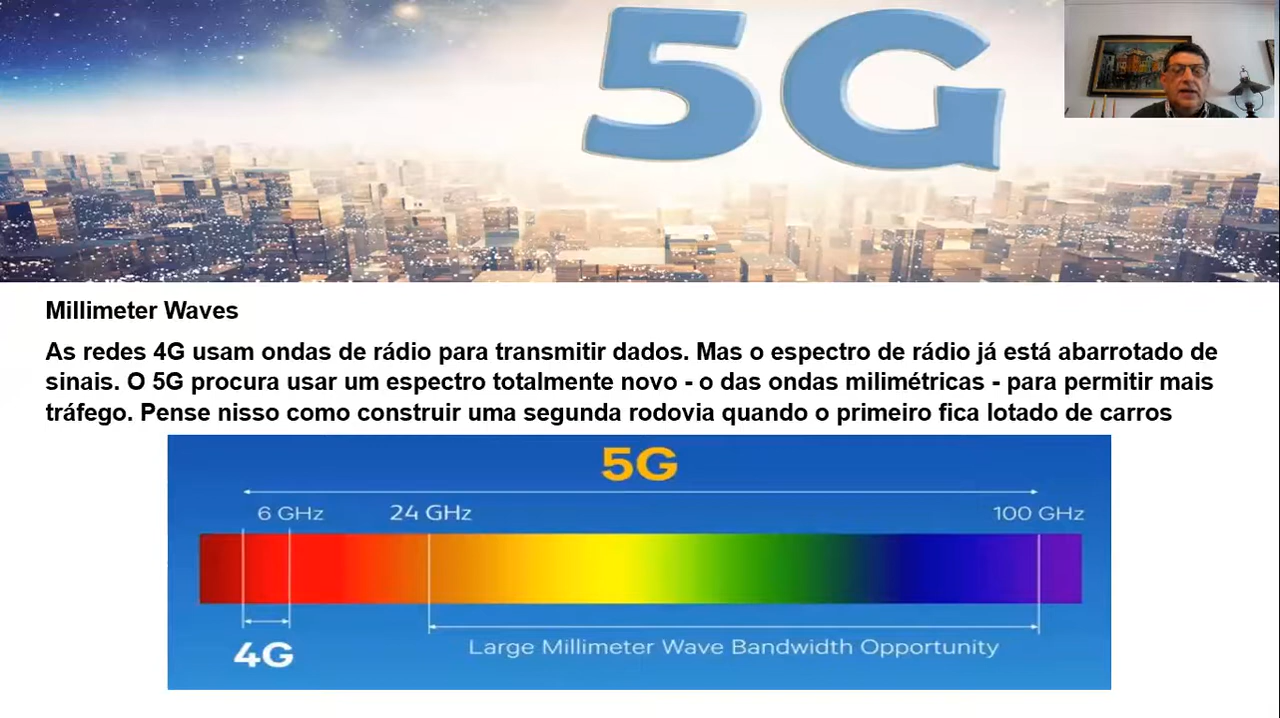 5G
Millimeter Waves
As redes 4G usam ondas de rádio para transmitir dados. Mas o espectro de rádio já está abarrotado de
sinais. O 5G procura usar um espectro totalmente novo - o das ondas milimétricas - para permitir mais
tráfego. Pense nisso como construir uma segunda rodovia quando o primeiro fica lotado de carros
5G
6 GHz 24 GHz 100 GHz
4G
Large Millimeter Wave Bandwidth Opportunity